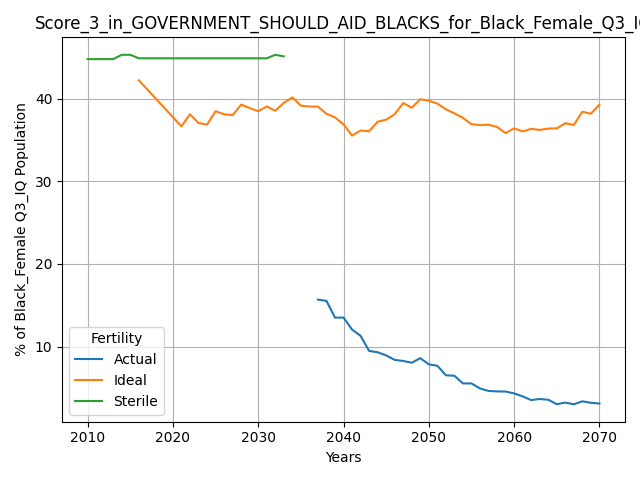 Score_3_in_GOVERNMENT_SHOULD_AID_BLACKS_for_Black_Female_Q3_IQ
% of Black_Female Q3_IQ Population
40
30
20
10
Fertility
Actual
Ideal
Sterile
2010 2020 2030 2040 2050 2060 2070
Years